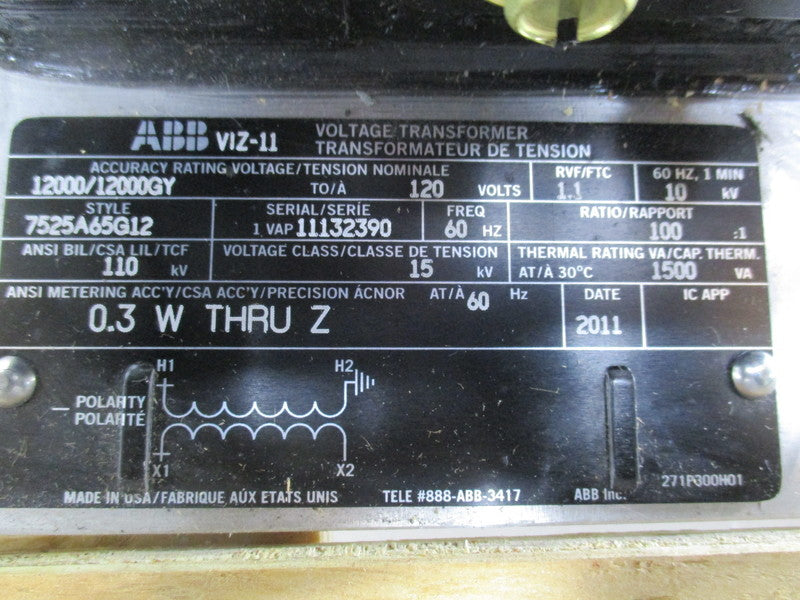 ABB VIZ-11 VOLTAGE TRANSFORMER
TRANSFORMATEUR DE TENSION
ACCURACY RATING VOLTAGE/TENSION NOMINALE
12000/12000GY TO/À 120 VOLTS
RVF/FTC
1.1
60 HZ, 1 MIN
10 kV
STYLE
7525A65G12
SERIAL/SERÍE
1 VAP 11132390
FREQ
60 HZ
RATIO/RAPPORT
100 :1
ANSI BIL/CSA LIL/TCF
110 kV
VOLTAGE CLASS/CLASSE DE TENSION
15 kV
THERMAL RATING VA/CAP. THERM.
AT/À 30°C 1500 VA
ANSI METERING ACC'Y/CSA ACC'Y/PRECISION ÁCNOR AT/À 60 Hz
0.3 W THRU Z
DATE
2011
IC APP
H1 H2
— POLARITY
POLARITÉ
X1 X2
MADE IN USA/FABRIQUE AUX ETATS UNIS TELE #888-ABB-3417 ABB Inc.
271P300H01